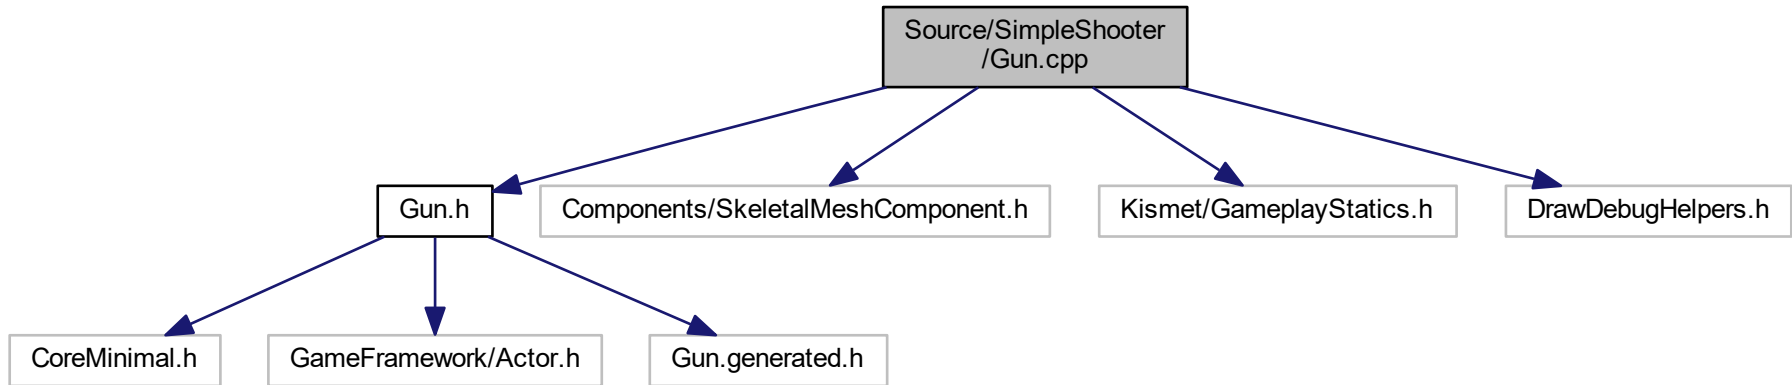 Source/SimpleShooter
/Gun.cpp
Gun.h
Components/SkeletalMeshComponent.h
Kismet/GameplayStatics.h
DrawDebugHelpers.h
CoreMinimal.h
GameFramework/Actor.h
Gun.generated.h